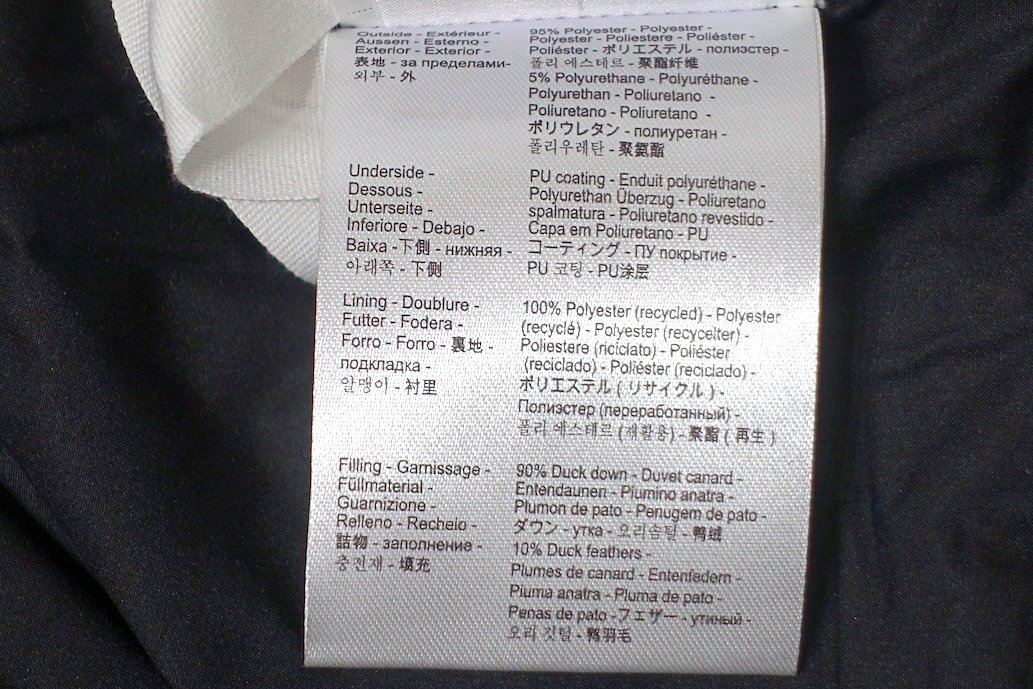 Outside - Extérieur -
Aussen - Esterno -
Exterior - Exterior -
表地 - за пределами-
외부 - 外
95% Polyester - Polyester -
Polyester - Poliestere - Poliéster -
Poliéster - ポリエステル - полиэстер -
폴리 에스테르 - 聚酯纤维
5% Polyurethane - Polyuréthane -
Polyurethan - Poliuretano -
Poliuretano - Poliuretano -
ポリウレタン - полиуретан -
폴리우레탄 - 聚氨酯
Underside -
Dessous -
Unterseite -
Inferiore - Debajo -
Baixa - 下側 - нижняя -
아래쪽 - 下侧
PU coating - Enduit polyuréthane -
Polyurethan Überzug - Poliuretano
spalmatura - Poliuretano revestido -
Capa em Poliuretano - PU
コーティング - ПУ покрытие -
PU 코팅 - PU涂层
Lining - Doublure -
Futter - Fodera -
Forro - Forro - 裏地 -
подкладка -
알맹이 - 衬里
100% Polyester (recycled) - Polyester
(recyclé) - Polyester (recycelter) -
Poliestere (riciclato) - Poliéster
(reciclado) - Poliéster (reciclado) -
ポリエステル ( リサイクル ) -
Полиэстер (переработанный) -
폴리 에스테르 (재활용) - 聚酯 ( 再生 )
Filling - Garnissage -
Füllmaterial -
Guarnizione -
Relleno - Recheio -
詰物 - заполнение -
충전재 - 填充
90% Duck down - Duvet canard -
Entendaunen - Piumino anatra -
Plumon de pato - Penugem de pato -
ダウン - утка - 오리솜털 - 鸭绒
10% Duck feathers -
Plumes de canard - Entenfedern -
Piuma anatra - Pluma de pato -
Penas de pato - フェザー - утиный -
오리 깃털 - 鸭羽毛